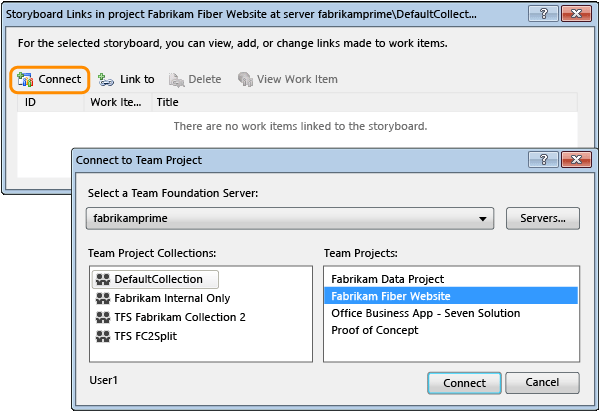 Storyboard Links in project Fabrikam Fiber Website at server fabrikamprime\DefaultCollect...
For the selected storyboard, you can view, add, or change links made to work items.
Connect Link to Delete View Work Item
ID Work Ite... Title
There are no work items linked to the storyboard.
Connect to Team Project
Select a Team Foundation Server:
fabrikamprime Servers...
Team Project Collections:
DefaultCollection
Fabrikam Internal Only
TFS Fabrikam Collection 2
TFS FC2Split
Team Projects:
Fabrikam Data Project
Fabrikam Fiber Website
Office Business App - Seven Solution
Proof of Concept
User1 Connect Cancel